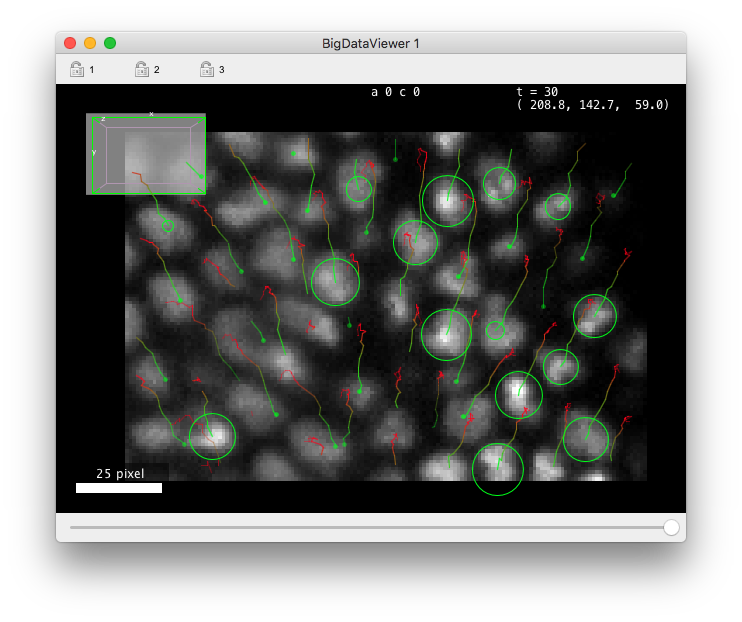 BigDataViewer 1
1 2 3
a 0 c 0 t = 30
( 208.8, 142.7, 59.0)
x
z
y
25 pixel